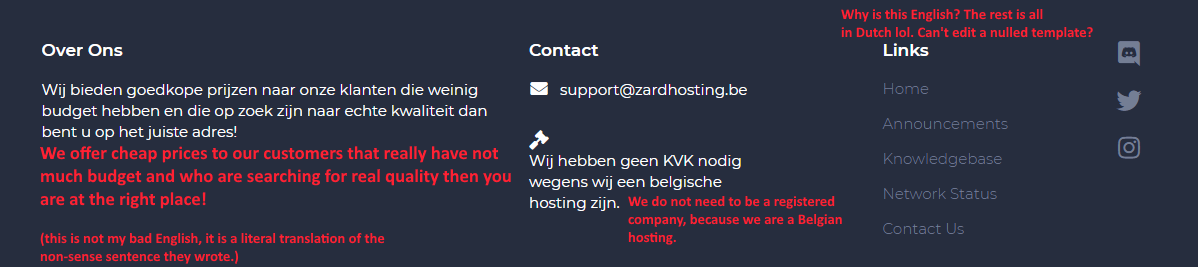 Why is this English? The rest is all
in Dutch lol. Can't edit a nulled template?
Over Ons
Wij bieden goedkope prijzen naar onze klanten die weinig
budget hebben en die op zoek zijn naar echte kwaliteit dan
bent u op het juiste adres!
We offer cheap prices to our customers that really have not
much budget and who are searching for real quality then you
are at the right place!
(this is not my bad English, it is a literal translation of the
non-sense sentence they wrote.)
Contact
support@zardhosting.be
Wij hebben geen KVK nodig
wegens wij een belgische
hosting zijn.
We do not need to be a registered
company, because we are a Belgian
hosting.
Links
Home
Announcements
Knowledgebase
Network Status
Contact Us